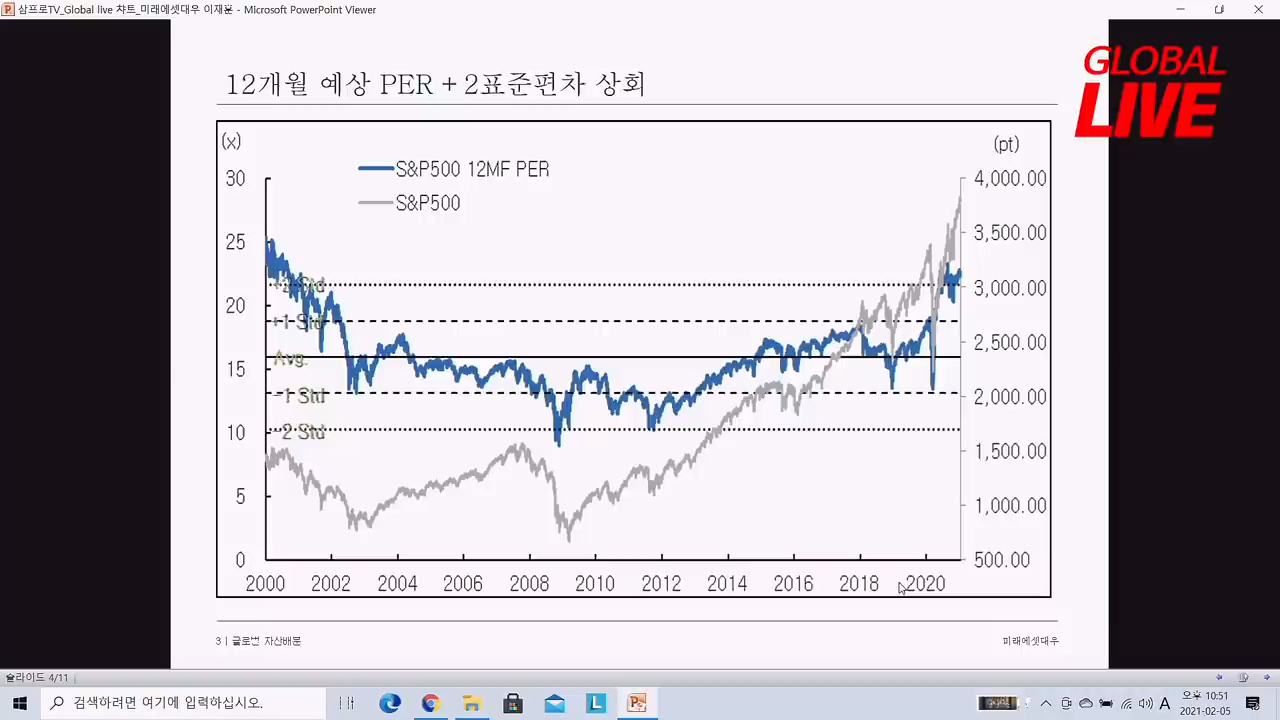 삼프로TV_Global live 챠트_미래에셋대우 이재훈 - Microsoft PowerPoint Viewer
GLOBAL
LIVE
12개월 예상 PER + 2표준편차 상회
(x)
(pt)
S&P500 12MF PER
S&P500
30
25
20
15
10
5
0
4,000.00
3,500.00
3,000.00
2,500.00
2,000.00
1,500.00
1,000.00
500.00
+2 Std
+1 Std
Avg.
-1 Std
-2 Std
2000 2002 2004 2006 2008 2010 2012 2014 2016 2018 2020
3 | 글로벌 자산배분
미래에셋대우
슬라이드 4/11
검색하려면 여기에 입력하십시오.
A
오후 10:51
2021-02-05